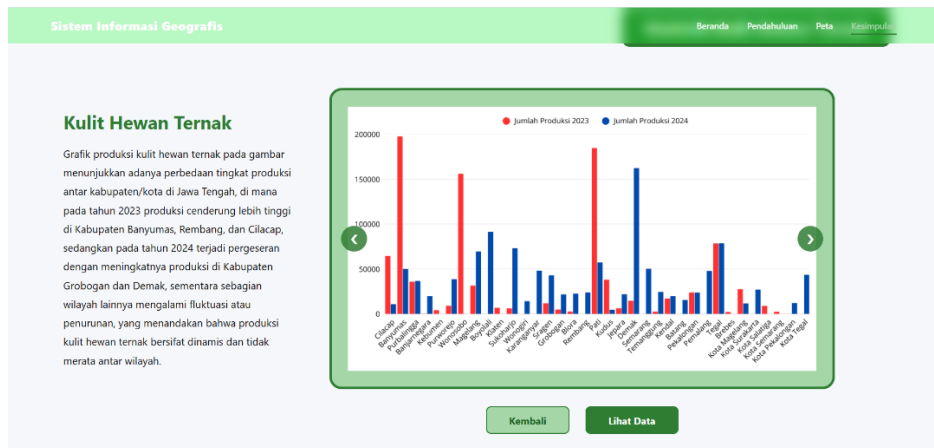 Sistem Informasi Geografis
Beranda Pendahuluan Peta Kesimpulan
Kulit Hewan Ternak
Grafik produksi kulit hewan ternak pada gambar
menunjukkan adanya perbedaan tingkat produksi
antar kabupaten/kota di Jawa Tengah, di mana
pada tahun 2023 produksi cenderung lebih tinggi
di Kabupaten Banyumas, Rembang, dan Cilacap,
sedangkan pada tahun 2024 terjadi pergeseran
dengan meningkatnya produksi di Kabupaten
Grobogan dan Demak, sementara sebagian
wilayah lainnya mengalami fluktuasi atau
penurunan, yang menandakan bahwa produksi
kulit hewan ternak bersifat dinamis dan tidak
merata antar wilayah.
Jumlah Produksi 2023 Jumlah Produksi 2024
200000
150000
100000
50000
0
Cilacap
Banyumas
Purbalingga
Banjarnegara
Kebumen
Purworejo
Wonosobo
Magelang
Boyolali
Klaten
Sukoharjo
Wonogiri
Karanganyar
Sragen
Grobogan
Blora
Rembang
Pati
Kudus
Jepara
Demak
Semarang
Temanggung
Kendal
Batang
Pekalongan
Pemalang
Tegal
Brebes
Kota Magelang
Kota Surakarta
Kota Salatiga
Kota Semarang
Kota Pekalongan
Kota Tegal
Kembali
Lihat Data